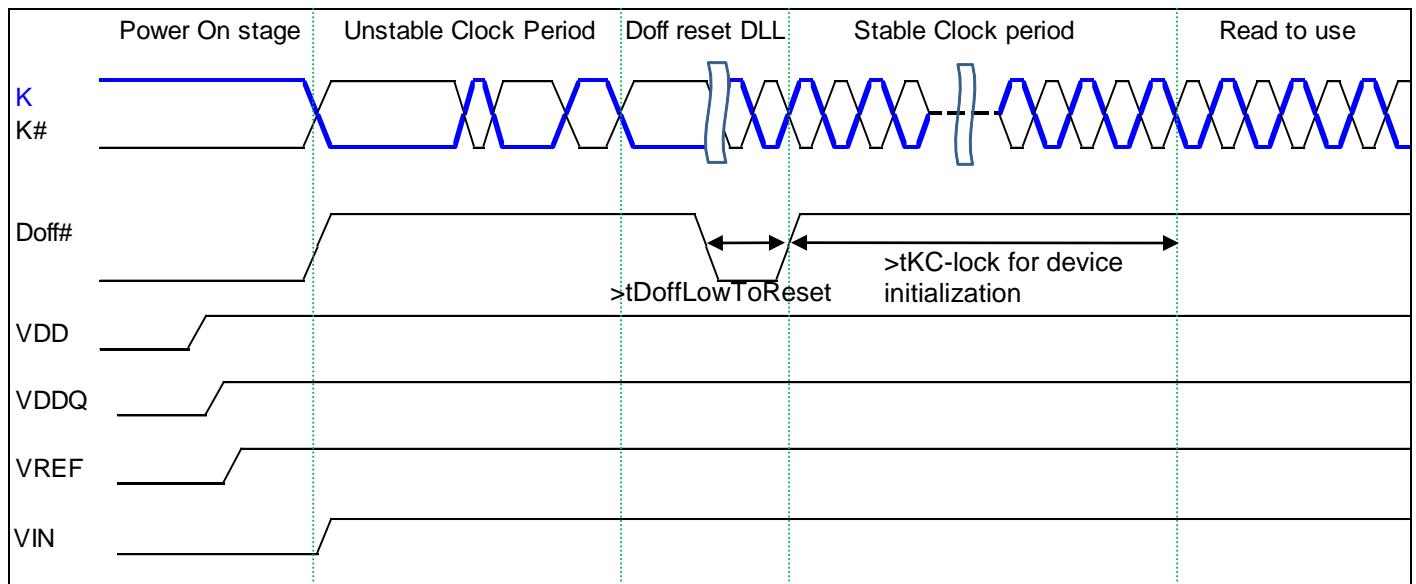 Power On stage
Unstable Clock Period
Doff reset DLL
Stable Clock period
Read to use
K
K#
Doff#
>tDoffLowToReset
>tKC-lock for device
initialization
VDD
VDDQ
VREF
VIN